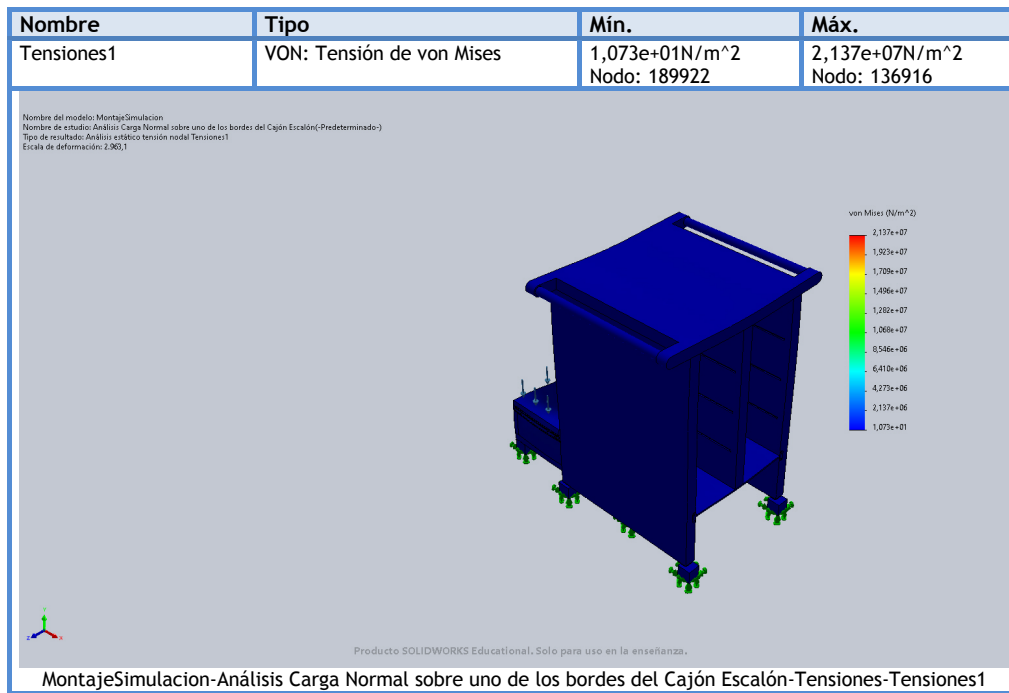 Nombre Tipo Mín. Máx.
Tensiones1 VON: Tensión de von Mises 1,073e+01N/m^2 2,137e+07N/m^2
Nodo: 189922 Nodo: 136916
Nombre del modelo: MontajeSimulacion
Nombre de estudio: Análisis Carga Normal sobre uno de los bordes del Cajón Escalón(-Predeterminado-)
Tipo de resultado: Análisis estático tensión nodal Tensiones1
Escala de deformación: 2.963,1
von Mises (N/m^2)
2,137e+07
1,923e+07
1,709e+07
1,496e+07
1,282e+07
1,068e+07
8,546e+06
6,410e+06
4,273e+06
2,137e+06
1,073e+01
Y
Z X
Producto SOLIDWORKS Educational. Solo para uso en la enseñanza.
MontajeSimulacion-Análisis Carga Normal sobre uno de los bordes del Cajón Escalón-Tensiones-Tensiones1